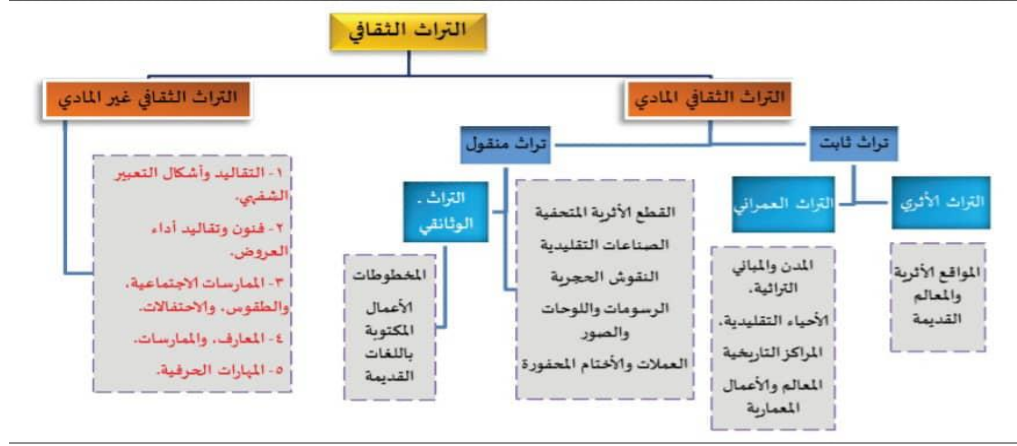 التراث الثقافي
التراث الثقافي المادي
التراث الثقافي غير المادي
تراث ثابت
تراث منقول
التراث الأثري
التراث العمراني
التراث .
الوثائقي
المواقع الأثرية
والمعالم
القديمة
المدن والمباني
التراثية.
الأحياء التقليدية.
المراكز التاريخية
المعالم والأعمال
المعمارية
القطع الأثرية المتحفية
الصناعات التقليدية
النقوش الحجرية
الرسومات واللوحات
والصور
العملات والأختام المحفورة
المخطوطات
الأعمال
المكتوبة
باللغات
القديمة
١- التقاليد وأشكال التعبير
الشفهي.
٢- فنون وتقاليد أداء
العروض.
٣- الممارسات الاجتماعية،
والطقوس، والاحتفالات.
٤- المعارف، والممارسات.
٥- المهارات الحرفية.